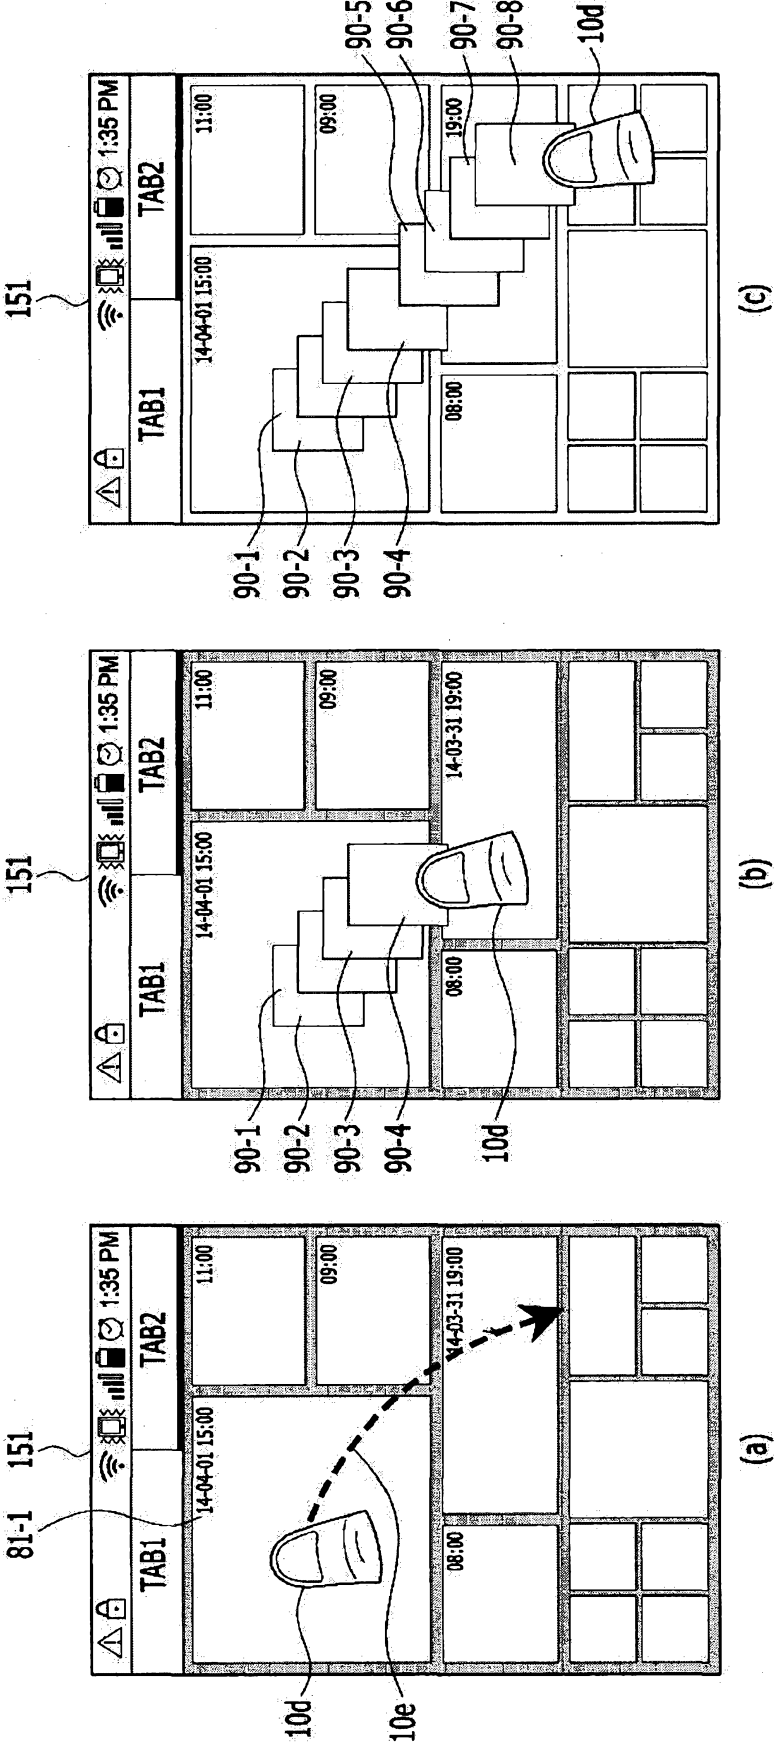 81-1
151
1:35 PM
TAB1
TAB2
14-04-01 15:00
11:00
09:00
08:00
14-03-31 19:00
10d
10e
(a)
151
1:35 PM
TAB1
TAB2
14-04-01 15:00
11:00
09:00
08:00
14-03-31 19:00
90-1
90-2
90-3
90-4
10d
(b)
151
1:35 PM
TAB1
TAB2
14-04-01 15:00
11:00
09:00
08:00
19:00
90-1
90-2
90-3
90-4
90-5
90-6
90-7
90-8
10d
(c)